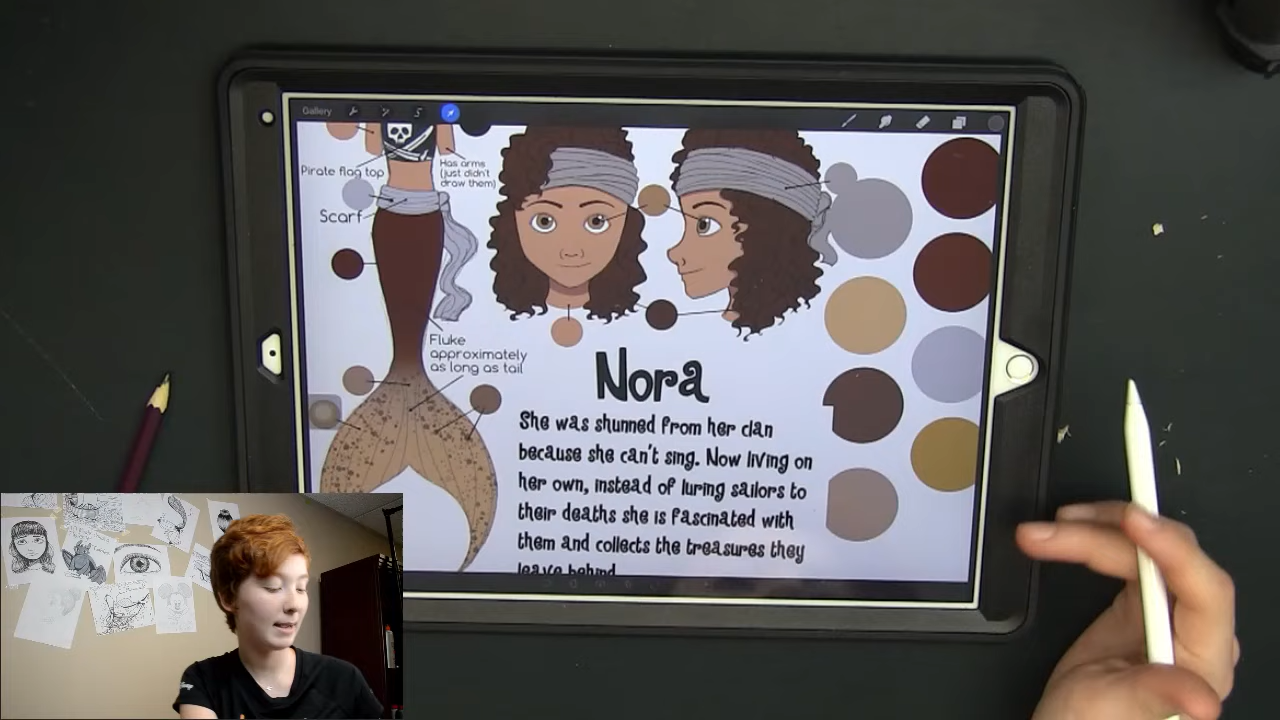 Gallery
Pirate flag top
Has arms
(just didn't
draw them)
Scarf
Fluke
approximately
as long as tail
Nora
She was shunned from her clan
because she can't sing. Now living on
her own, instead of luring sailors to
their deaths she is fascinated with
them and collects the treasures they
leave behind